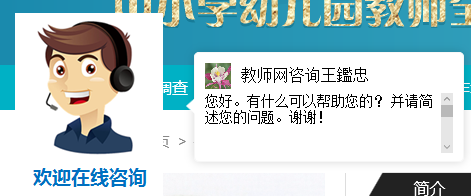 中小学幼儿园教师全
教师网咨询王鑑忠
调查
您好。有什么可以帮助您的？并请简
述您的问题。谢谢！
页 >
欢迎在线咨询
简介